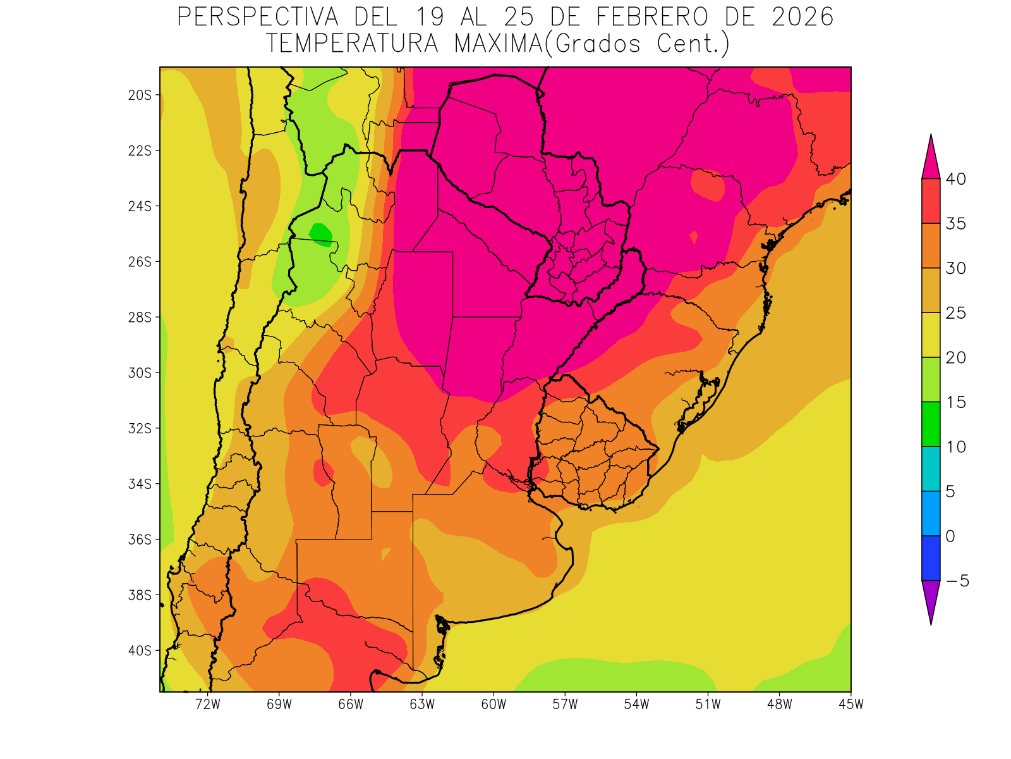 PERSPECTIVA DEL 19 AL 25 DE FEBRERO DE 2026
TEMPERATURA MAXIMA(Grados Cent.)
20S
22S
24S
26S
28S
30S
32S
34S
36S
38S
40S
72W 69W 66W 63W 60W 57W 54W 51W 48W 45W
40
35
30
25
20
15
10
5
0
−5